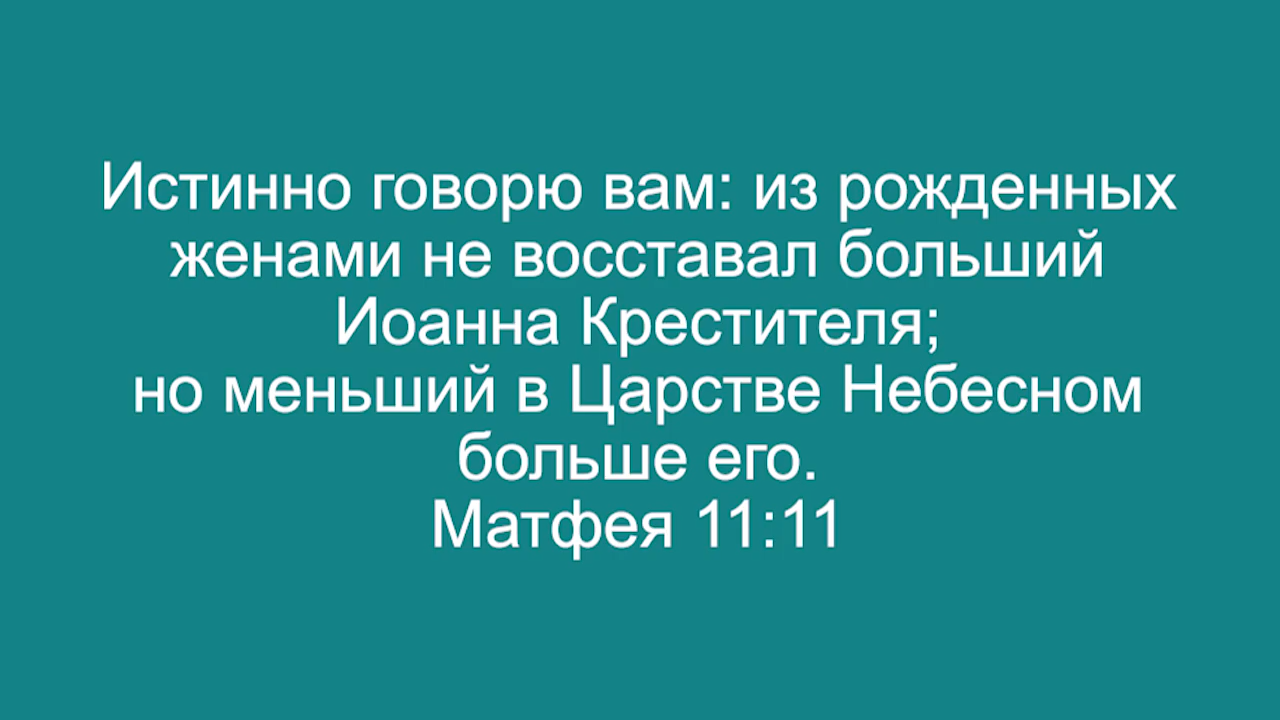 Истинно говорю вам: из рожденных
женами не восставал больший
Иоанна Крестителя;
но меньший в Царстве Небесном
больше его.
Матфея 11:11